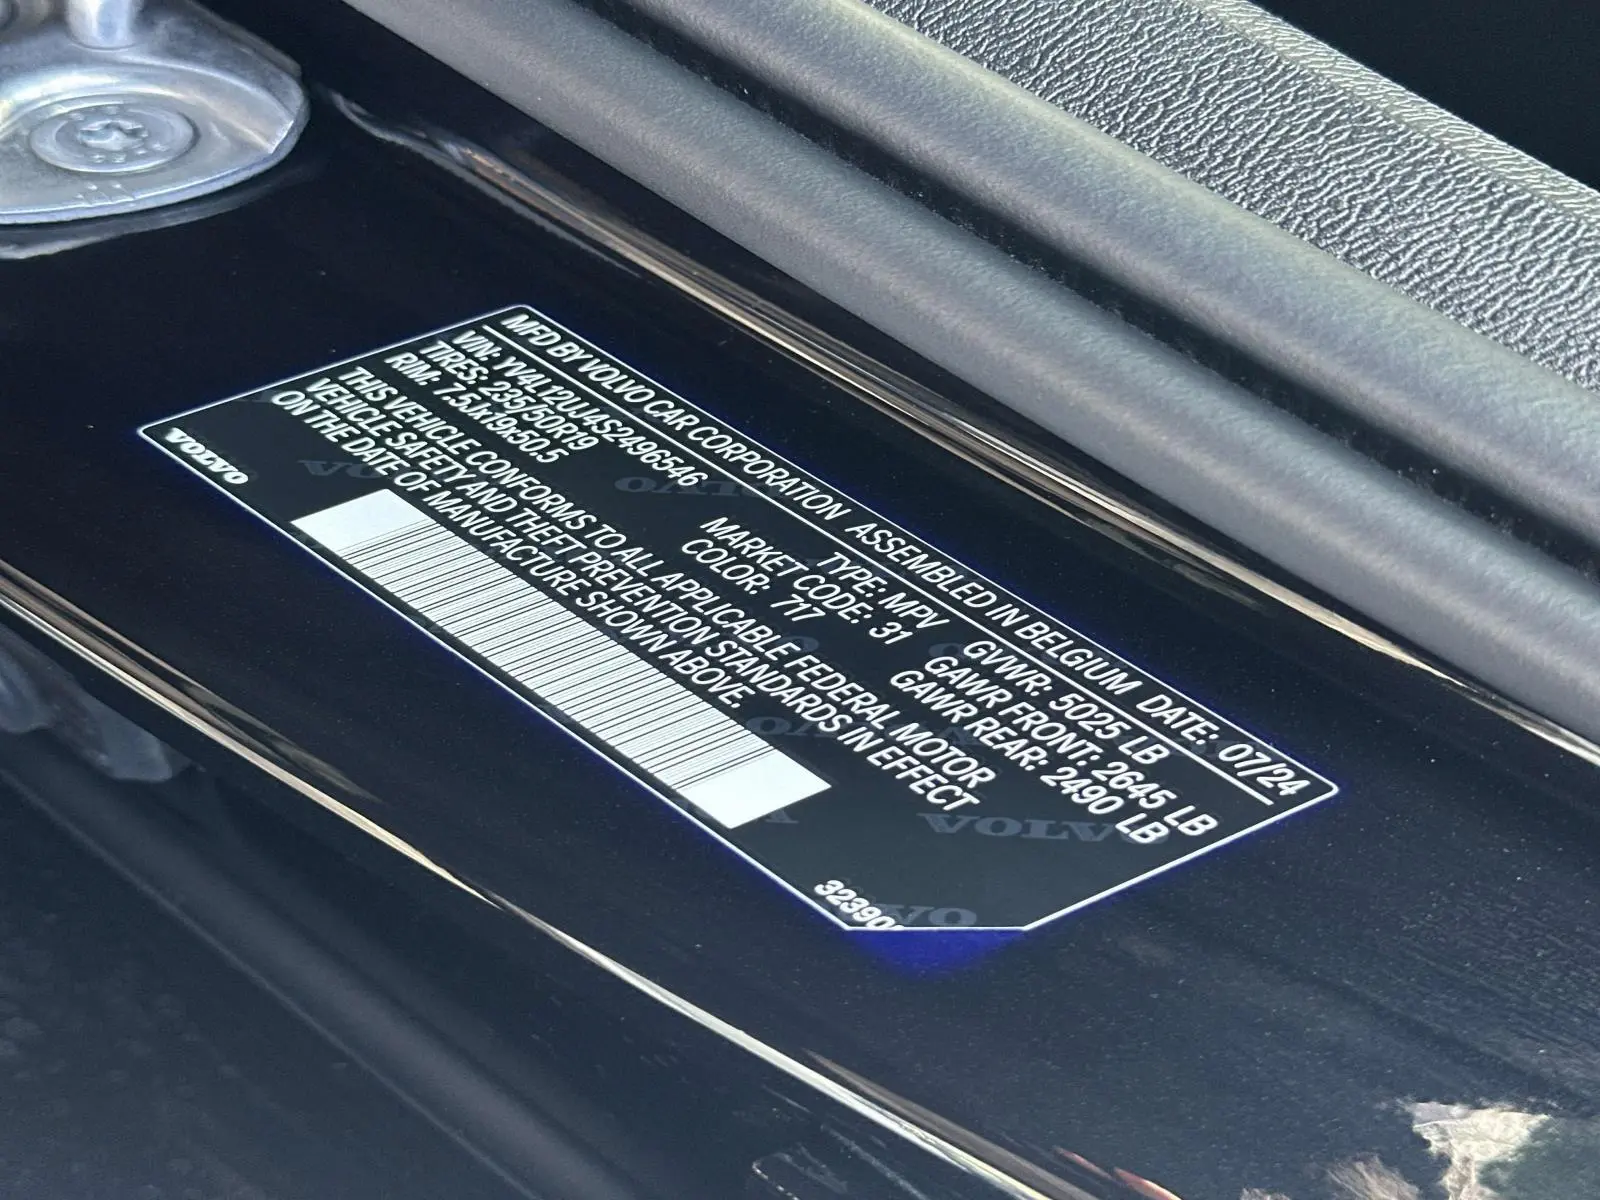 MFD BY VOLVO CAR CORPORATION ASSEMBLED IN BELGIUM DATE: 07/24
VIN: YV4L12UJ4S2496546 TYPE: MPV GVWR: 5025 LB
TIRES: 235/50R19 MARKET CODE: 31 GAWR FRONT: 2645 LB
RIM: 7.5Jx19x50.5 COLOR: 717 GAWR REAR: 2490 LB
THIS VEHICLE CONFORMS TO ALL APPLICABLE FEDERAL MOTOR
VEHICLE SAFETY AND THEFT PREVENTION STANDARDS IN EFFECT
ON THE DATE OF MANUFACTURE SHOWN ABOVE.
VOLVO
32390